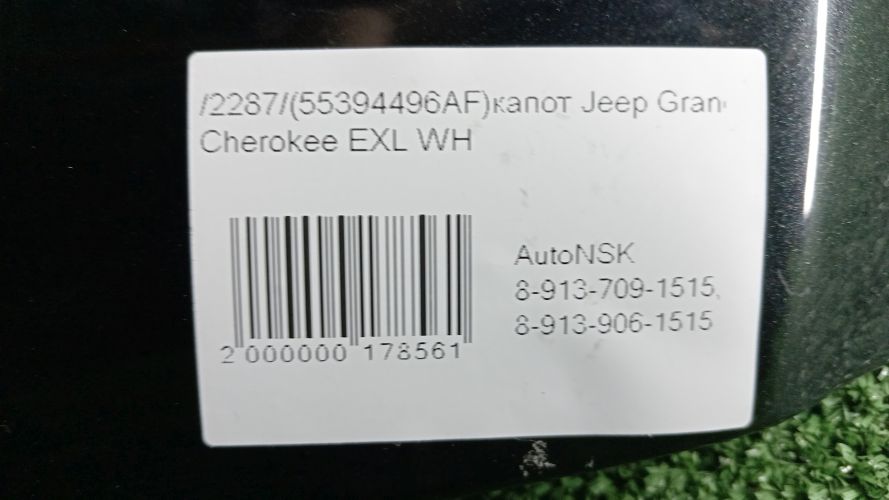 /2287/(55394496AF)капот Jeep Gran
Cherokee EXL WH
AutoNSK
8-913-709-1515,
8-913-906-1515
2 000000 178561